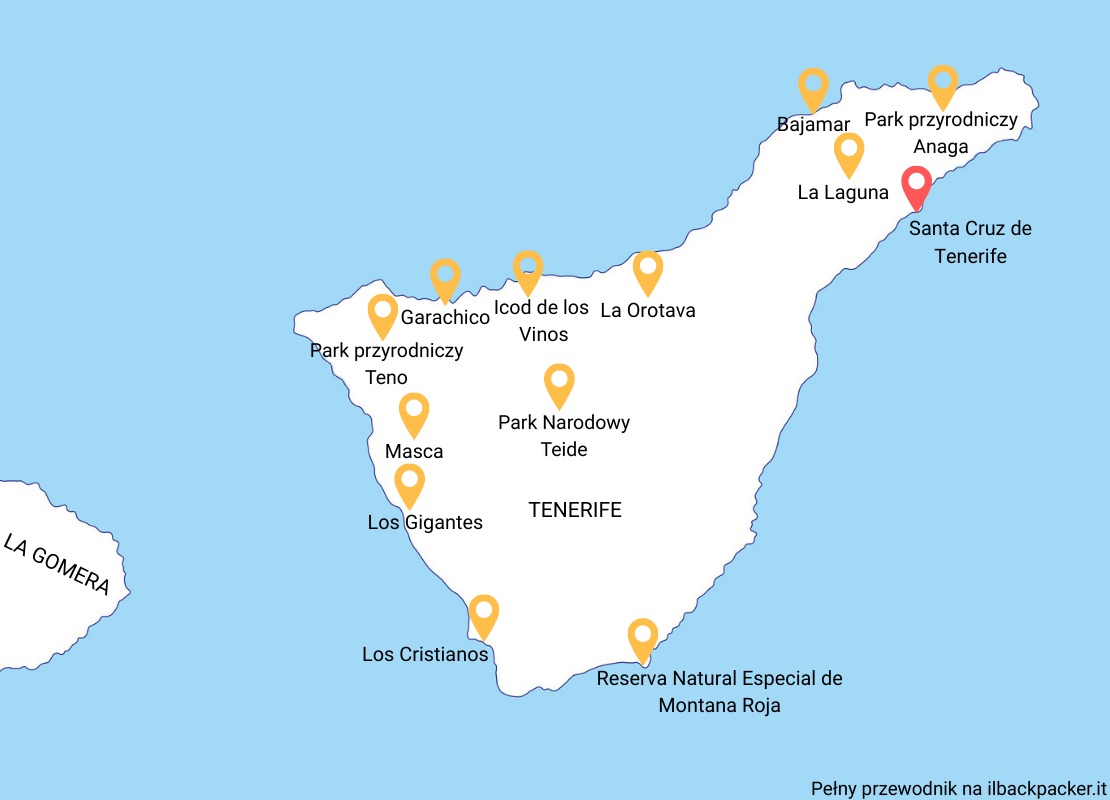 Bajamar
Park przyrodniczy
Anaga
La Laguna
Santa Cruz de
Tenerife
Garachico
Icod de los
Vinos
La Orotava
Park przyrodniczy
Teno
Park Narodowy
Teide
Masca
TENERIFE
Los Gigantes
LA GOMERA
Los Cristianos
Reserva Natural Especial de
Montana Roja
Pełny przewodnik na ilbackpacker.it